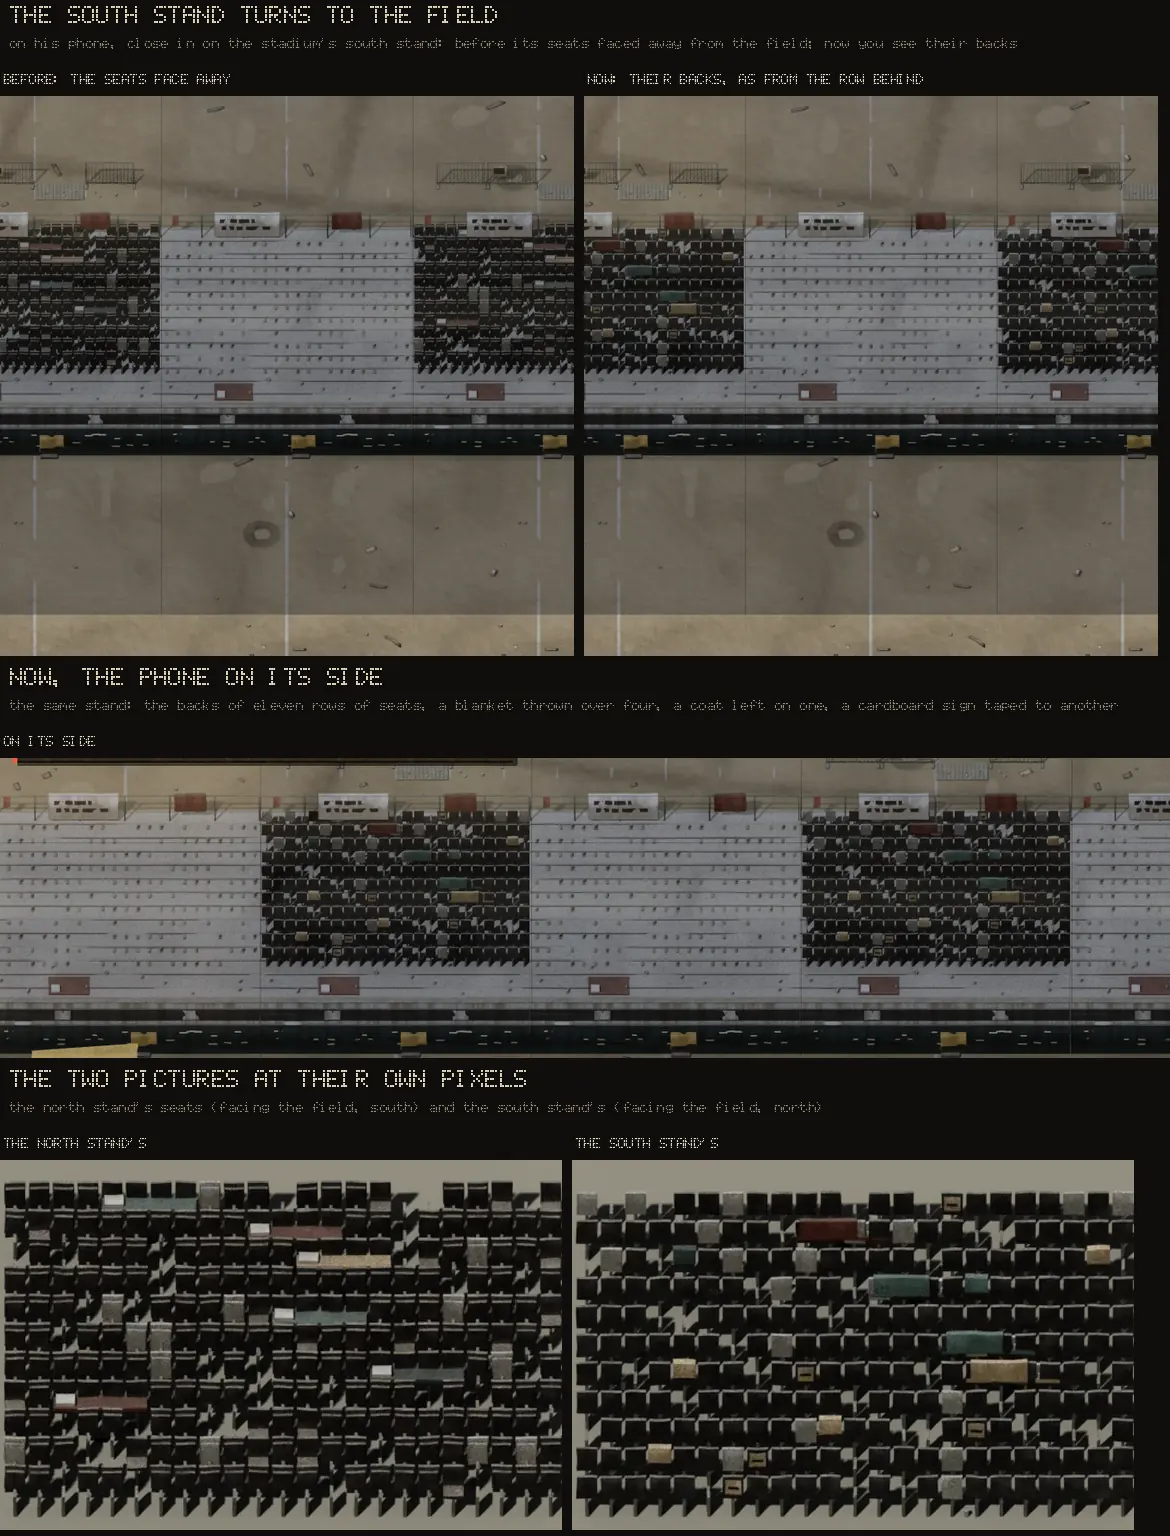 THE SOUTH STAND TURNS TO THE FIELD
on his phone, close in on the stadium's south stand: before its seats faced away from the field; now you see their backs
BEFORE: THE SEATS FACE AWAY
NOW: THEIR BACKS, AS FROM THE ROW BEHIND
NOW, THE PHONE ON ITS SIDE
the same stand: the backs of eleven rows of seats, a blanket thrown over four, a coat left on one, a cardboard sign taped to another
ON ITS SIDE
THE TWO PICTURES AT THEIR OWN PIXELS
the north stand's seats (facing the field, south) and the south stand's (facing the field, north)
THE NORTH STAND'S
THE SOUTH STAND'S